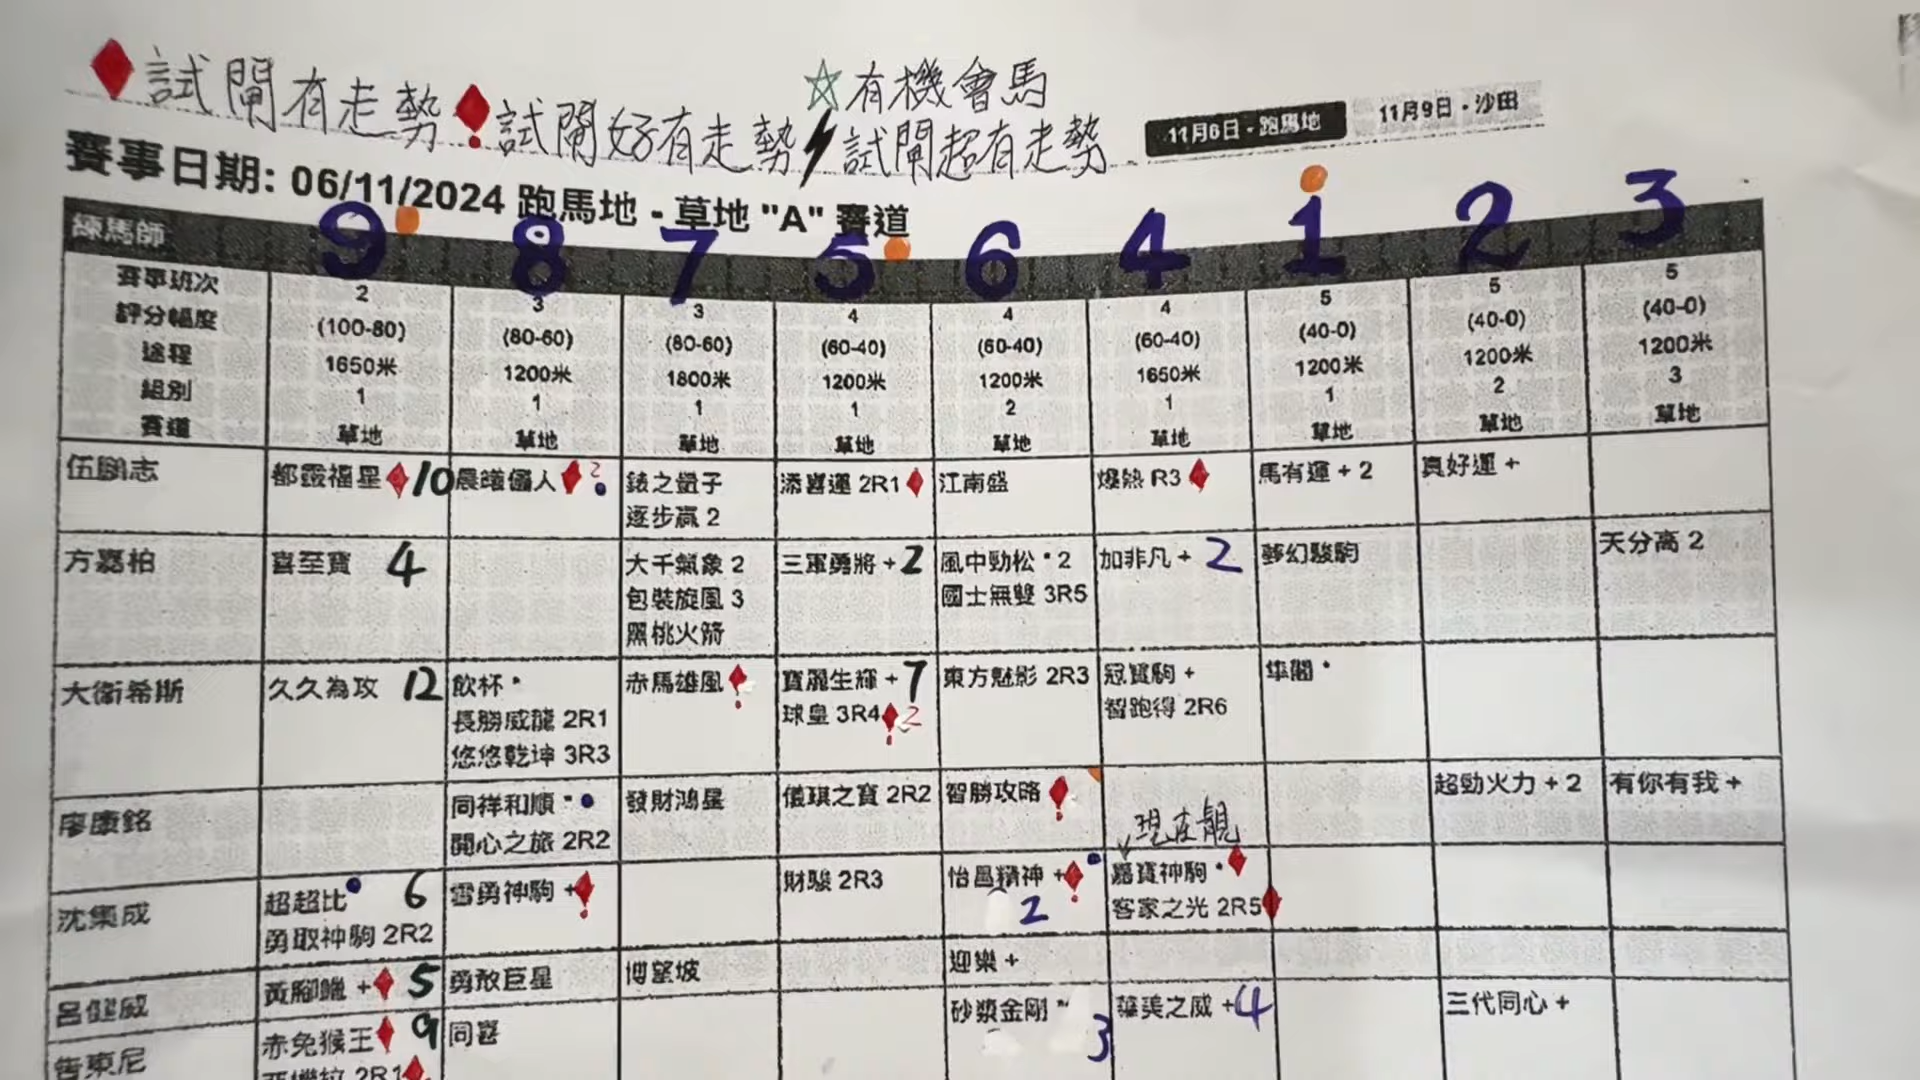 ♦試閘有走勢 ♦試閘好有走勢 ☆有機會馬
試閘超有走勢
11月6日 - 跑馬地 11月9日 - 沙田
賽事日期: 06/11/2024 跑馬地 - 草地 "A" 賽道
練馬師 9 8 7 5 6 4 1 2 3
賽事班次 2 3 3 4 4 4 5 5 5
評分幅度 (100-80) (80-60) (80-60) (60-40) (60-40) (60-40) (40-0) (40-0) (40-0)
途程 1650米 1200米 1800米 1200米 1200米 1650米 1200米 1200米 1200米
組別 1 1 1 1 2 1 1 2 3
賽道 草地 草地 草地 草地 草地 草地 草地 草地 草地
伍鵬志 都靈福星♦10 晨曦儷人♦2 錶之鑽子 添喜運 2R1♦ 江南盛 爆熱 R3♦ 馬有運 + 2 真好運 +
逐步贏 2
方嘉柏 喜至寶 4 大千氣象 2 三軍勇將 + 2 風中勁松 * 2 加非凡 + 2 夢幻駿駒 天分高 2
包裝旋風 3 國士無雙 3R5
黑桃火箭
大衛希斯 久久為攻 12 飲杯 * 赤馬雄風♦ 寶麗生輝 + 7 東方魅影 2R3 冠寶駒 + 隼閣 *
長勝威龍 2R1 球皇 3R4♦2 智跑得 2R6
悠悠乾坤 3R3
廖康銘 同祥和順 * 發財鴻星 儀琪之寶 2R2 智勝攻略♦ 超勁火力 + 2 有你有我 +
開心之旅 2R2
現在靚
沈集成 超超比 6 雷勇神駒 +♦ 財駿 2R3 怡昌精神 +♦ 2 嘉寶神駒 *♦
勇取神駒 2R2 客家之光 2R5♦
呂健威 黃腳鱲 +♦5 勇敢巨星 博望坡 迎樂 +
告東尼 赤兔猴王♦9 同喜 砂漿金剛 3 華美之威 + 4 三代同心 +
2R1♦